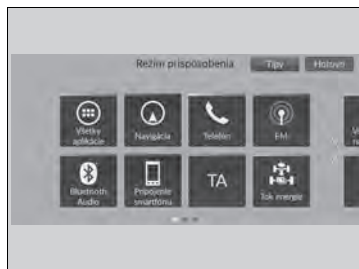 Režim prispôsobenia Tipy Hotovo
Všetky aplikácie
Navigácia
Telefón
FM
Bluetooth Audio
Pripojenie smartfónu
TA
Tok energie